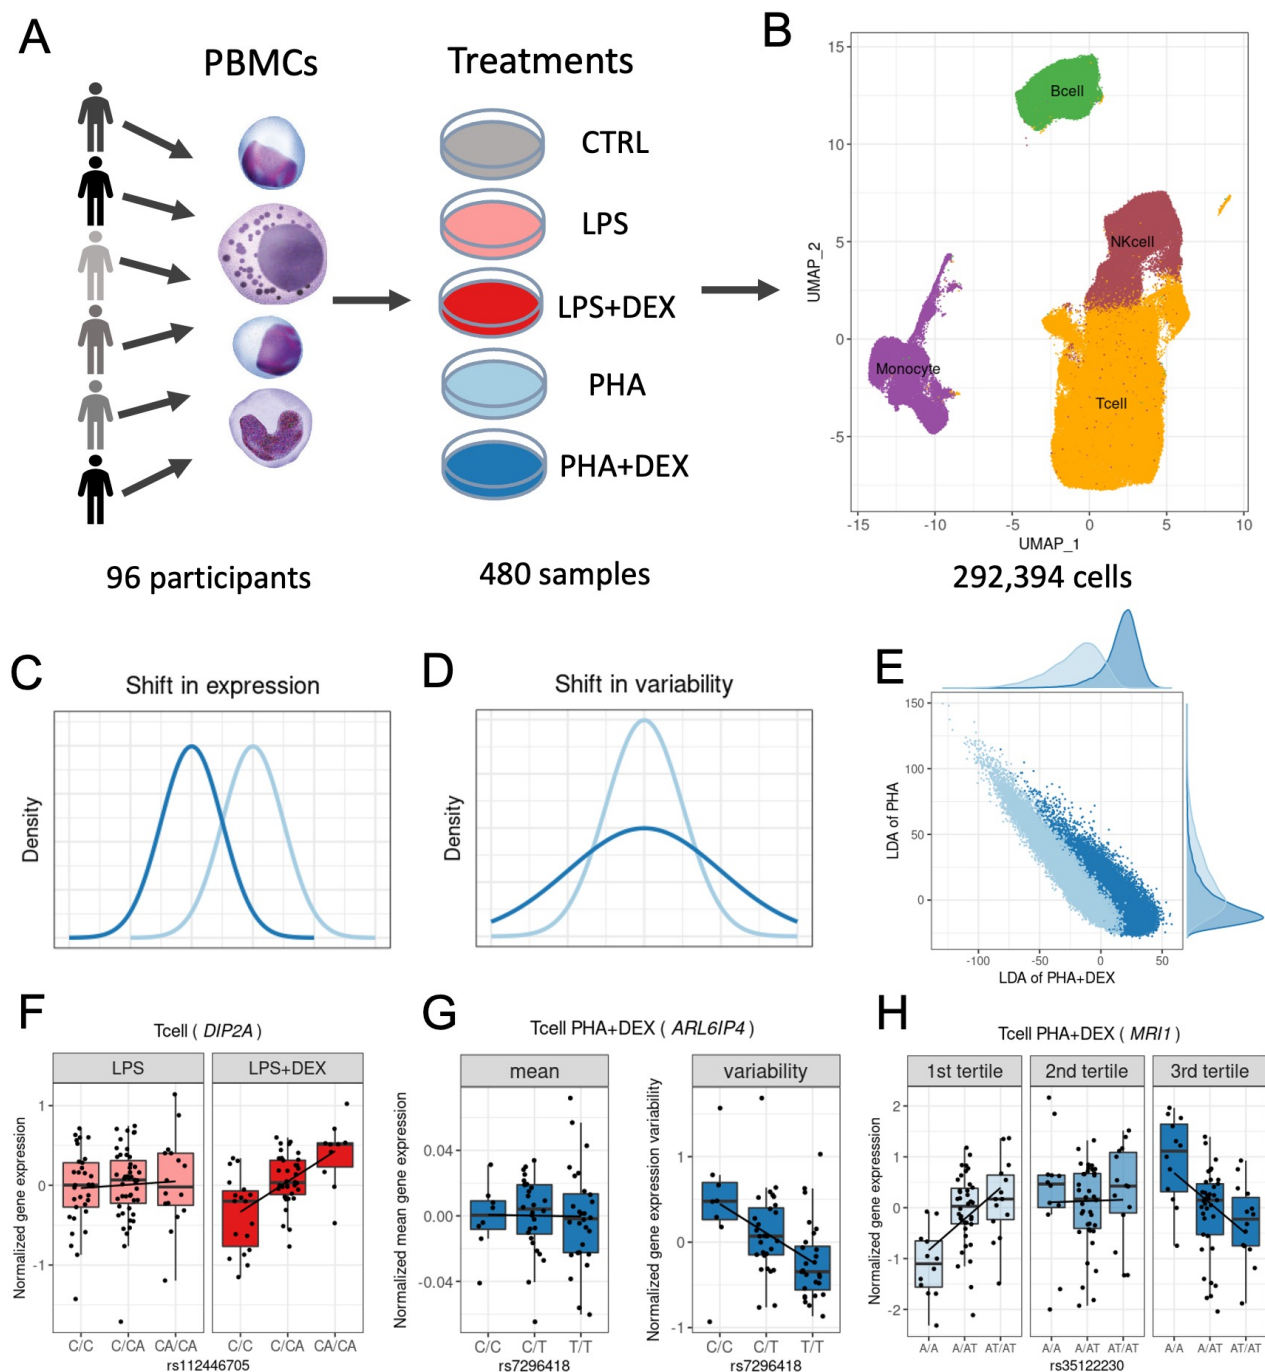 A
PBMCs
Treatments
CTRL
LPS
LPS+DEX
PHA
PHA+DEX
96 participants
480 samples
B
15
10
5
0
-5
-15
-10
-5
0
5
10
UMAP_2
UMAP_1
Bcell
NKcell
Monocyte
Tcell
292,394 cells
C
Shift in expression
Density
D
Shift in variability
Density
E
150
100
50
0
-100
-50
0
50
LDA of PHA
LDA of PHA+DEX
F
Tcell ( DIP2A )
LPS
LPS+DEX
Normalized gene expression
1
0
-1
C/C
C/CA
CA/CA
C/C
C/CA
CA/CA
rs112446705
G
Tcell PHA+DEX ( ARL6IP4 )
mean
Normalized mean gene expression
0.04
0.00
-0.04
C/C
C/T
T/T
rs7296418
variability
Normalized gene expression variability
1
0
-1
C/C
C/T
T/T
rs7296418
H
Tcell PHA+DEX ( MRI1 )
1st tertile
2nd tertile
3rd tertile
Normalized gene expression
2
1
0
-1
-2
A/A
A/AT
AT/AT
A/A
A/AT
AT/AT
A/A
A/AT
AT/AT
rs35122230